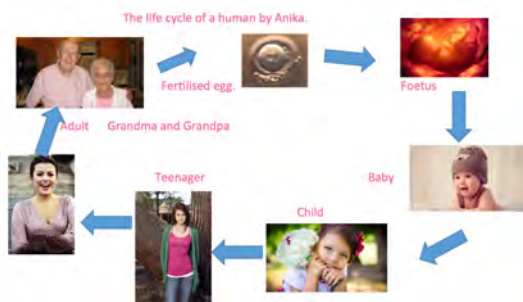 The life cycle of a human by Anika.
Fertilised egg.
Foetus
Adult Grandma and Grandpa
Teenager
Baby
Child